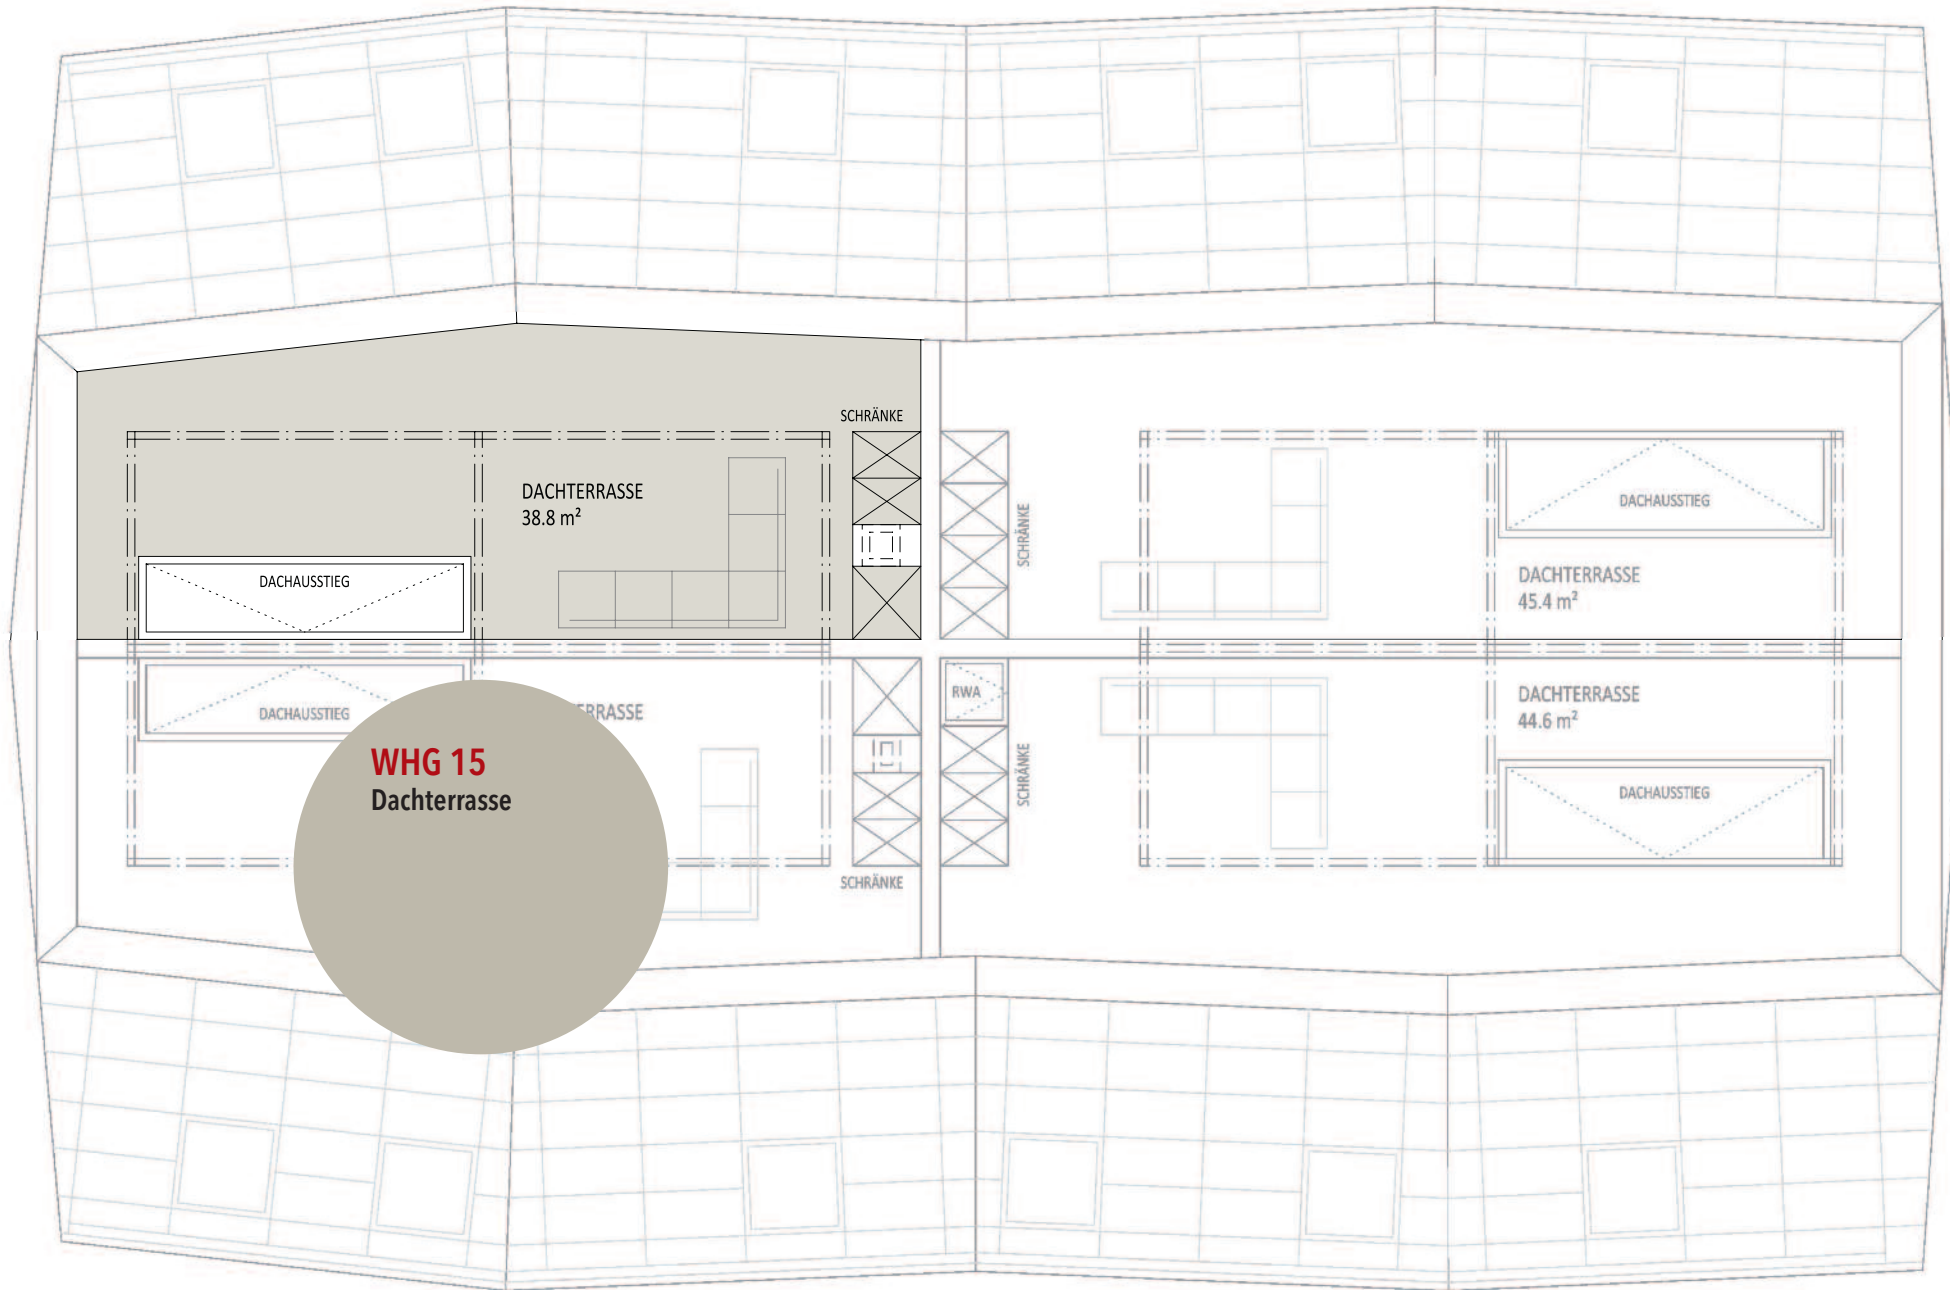 SCHRÄNKE
DACHTERRASSE
38.8 m²
DACHAUSSTIEG
SCHRÄNKE
DACHAUSSTIEG
DACHTERRASSE
45.4 m²
DACHAUSSTIEG
WHG 15
Dachterrasse
SCHRÄNKE
RWA
SCHRÄNKE
DACHTERRASSE
44.6 m²
DACHAUSSTIEG